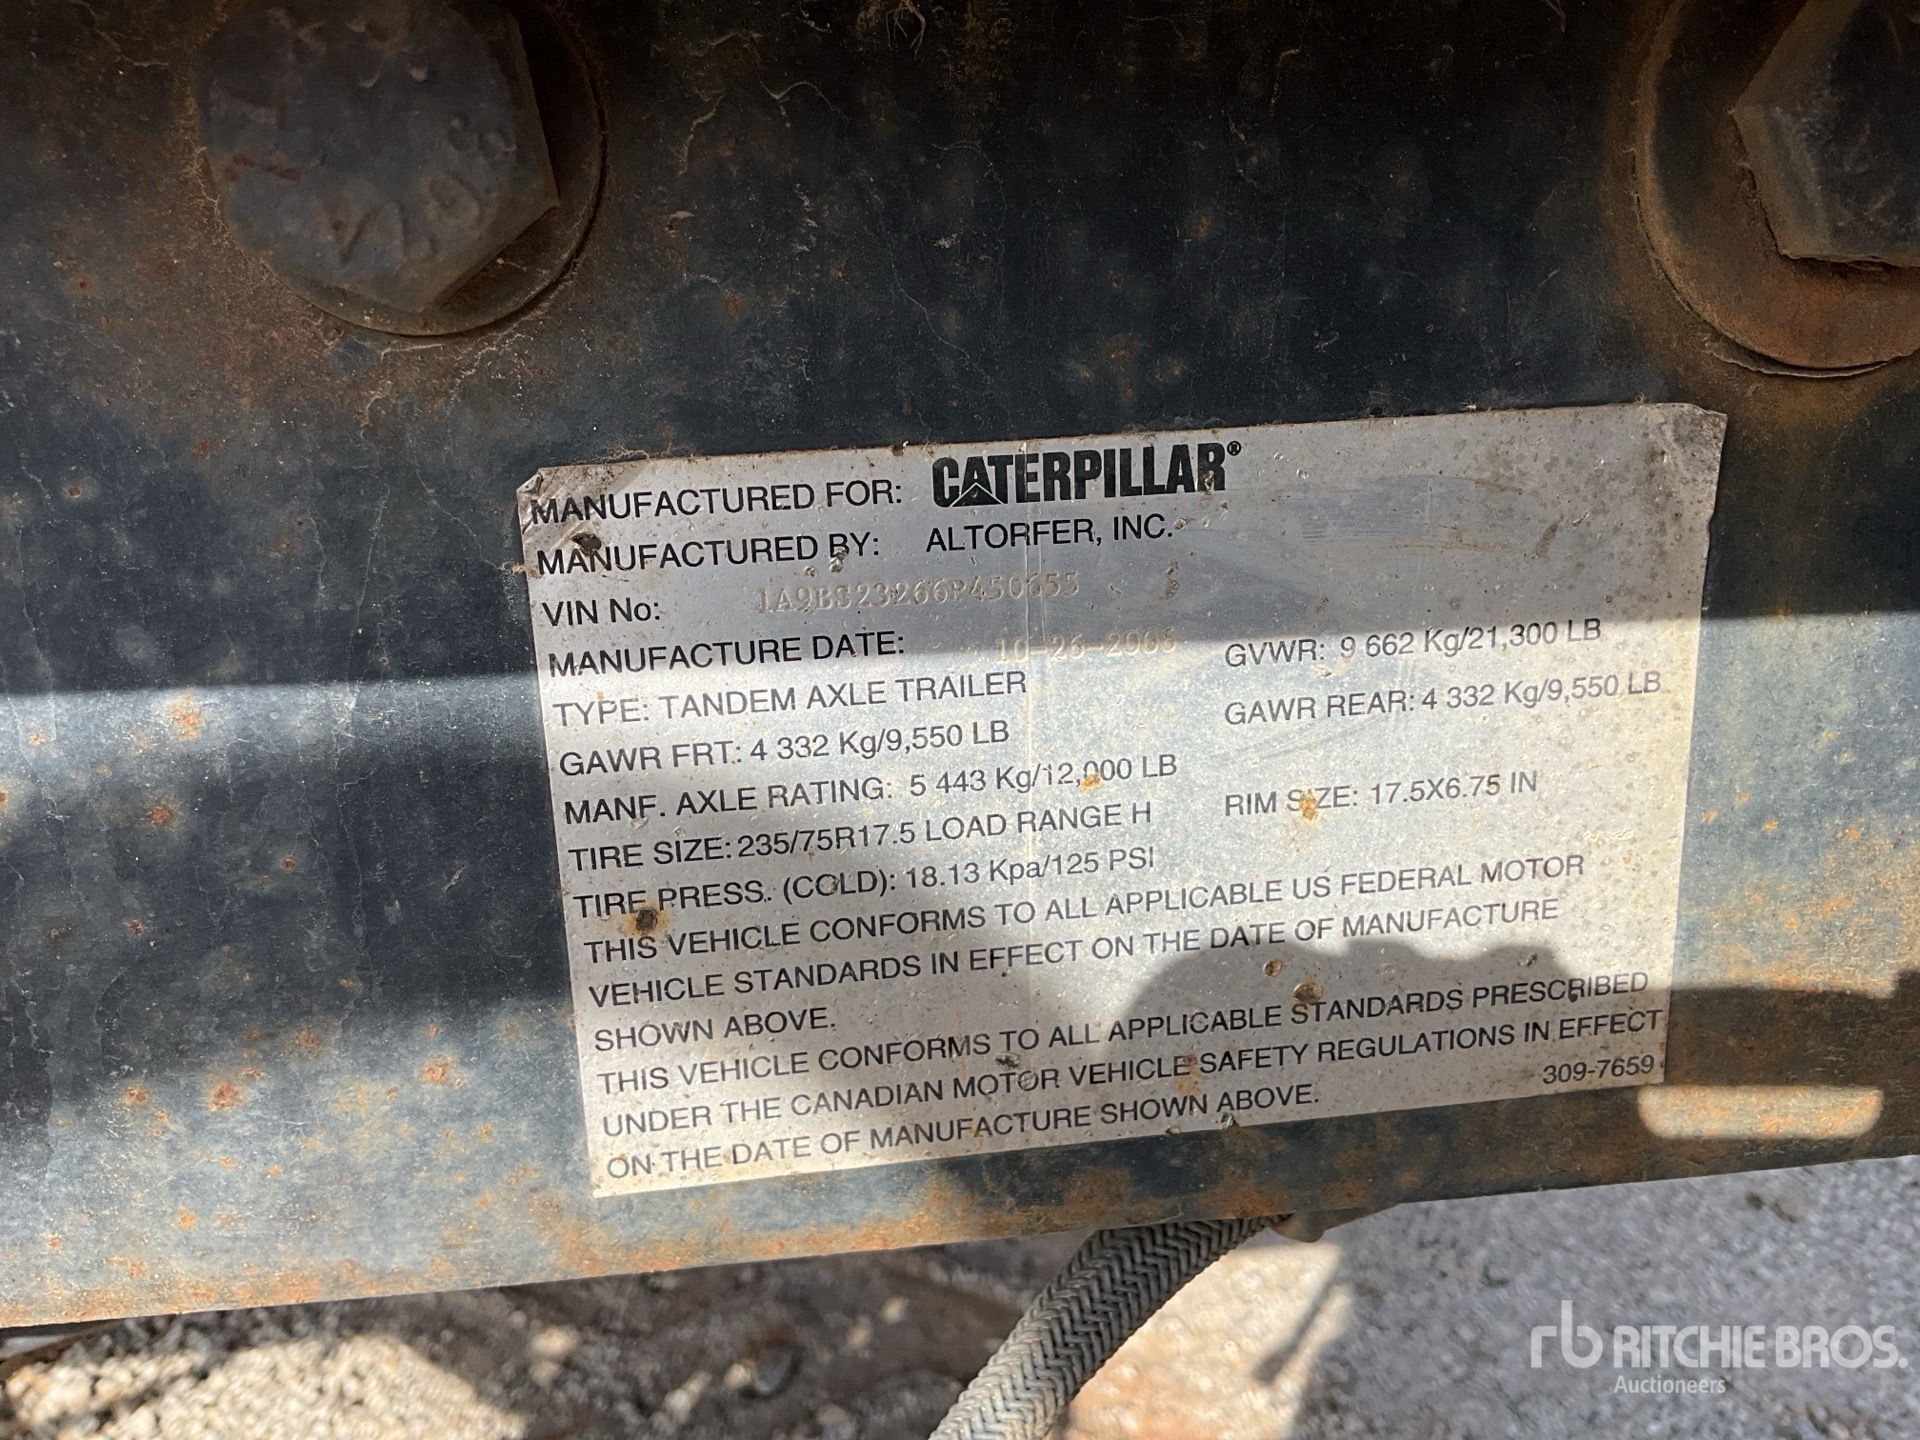 MANUFACTURED FOR: CATERPILLAR®
MANUFACTURED BY: ALTORFER, INC.
VIN No: 1A9BS23266P450655
MANUFACTURE DATE: 10-26-2006
GVWR: 9 662 Kg/21,300 LB
TYPE: TANDEM AXLE TRAILER
GAWR FRT: 4 332 Kg/9,550 LB
GAWR REAR: 4 332 Kg/9,550 LB
MANF. AXLE RATING: 5 443 Kg/12,000 LB
TIRE SIZE: 235/75R17.5 LOAD RANGE H
RIM SIZE: 17.5X6.75 IN
TIRE PRESS. (COLD): 18.13 Kpa/125 PSI
THIS VEHICLE CONFORMS TO ALL APPLICABLE US FEDERAL MOTOR
VEHICLE STANDARDS IN EFFECT ON THE DATE OF MANUFACTURE
SHOWN ABOVE.
THIS VEHICLE CONFORMS TO ALL APPLICABLE STANDARDS PRESCRIBED
UNDER THE CANADIAN MOTOR VEHICLE SAFETY REGULATIONS IN EFFECT
ON THE DATE OF MANUFACTURE SHOWN ABOVE.
309-7659
rb RITCHIE BROS.
Auctioneers